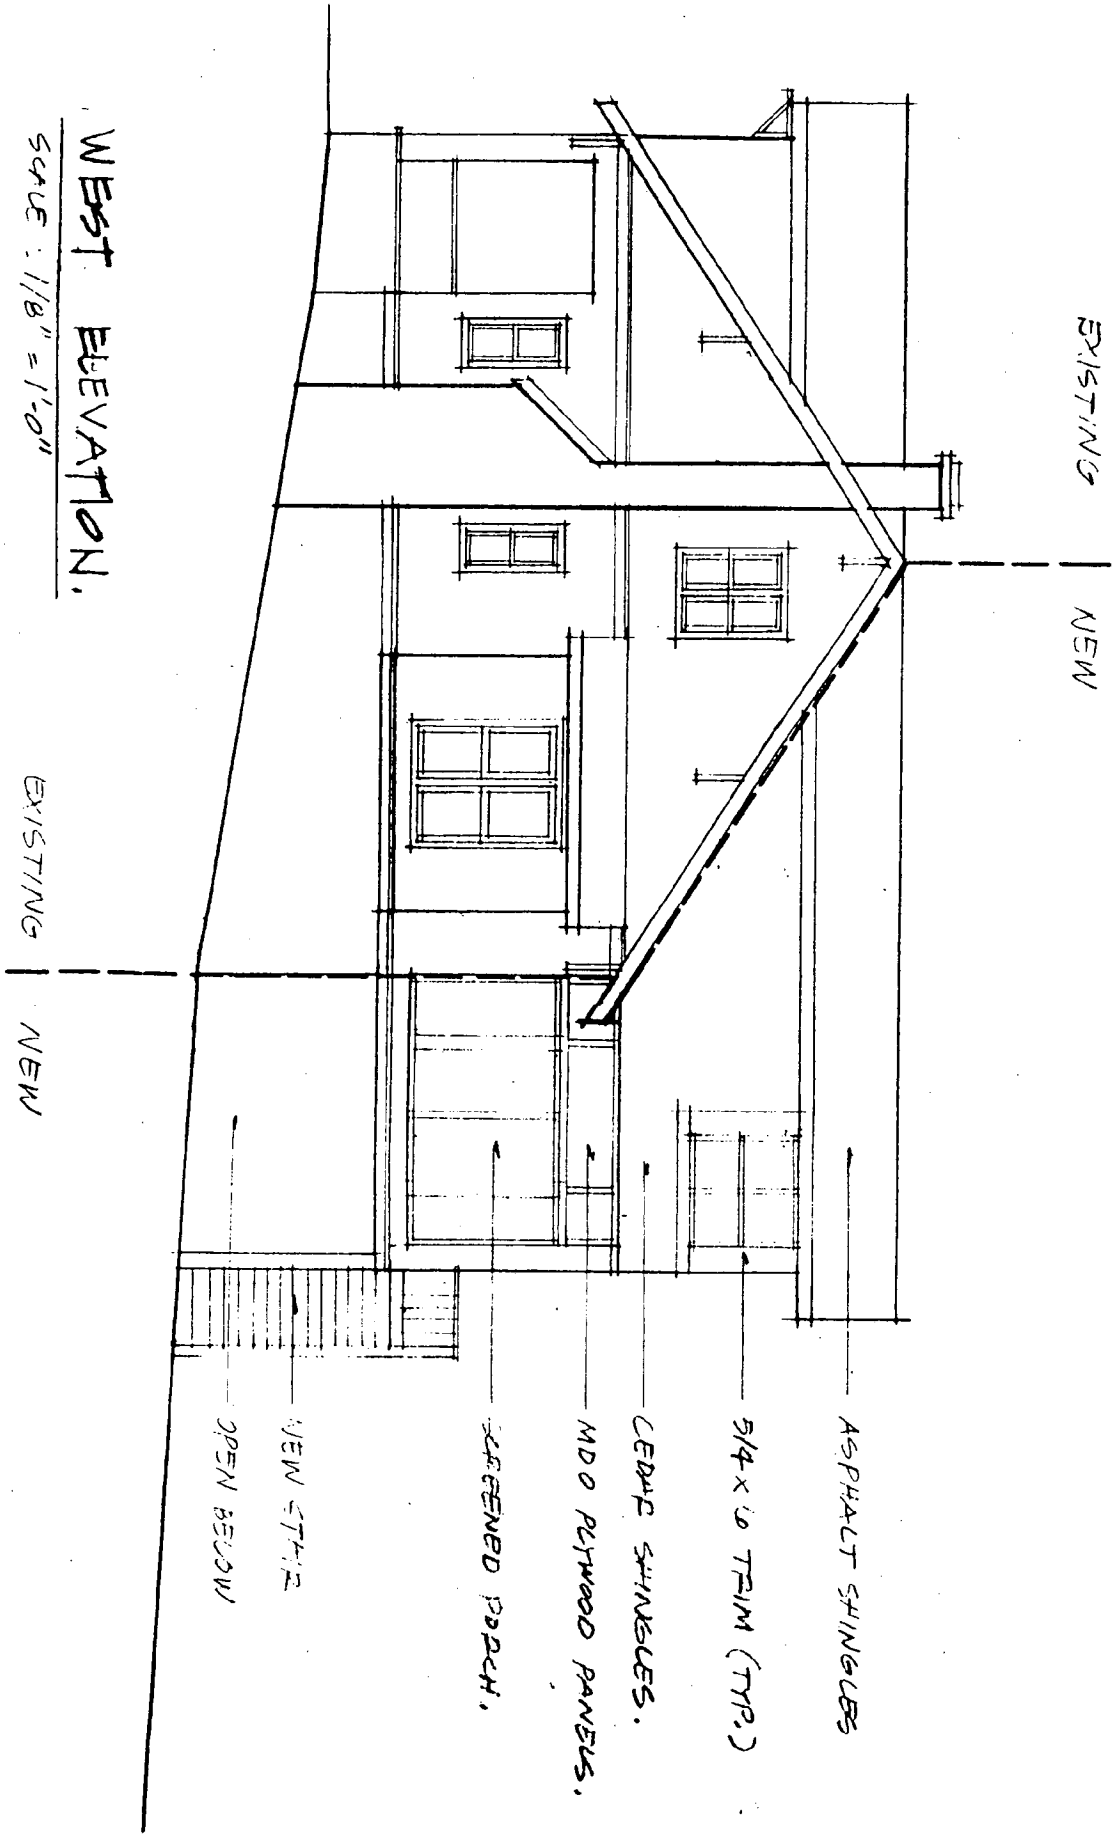 EXISTING NEW
ASPHALT SHINGLES
5/4 x 6 TRIM (TYP.)
CEDAR SHINGLES.
MDO PLYWOOD PANELS.
SCREENED PORCH.
NEW STAIR
OPEN BELOW
EXISTING NEW
WEST ELEVATION.
SCALE : 1/8" = 1'-0"